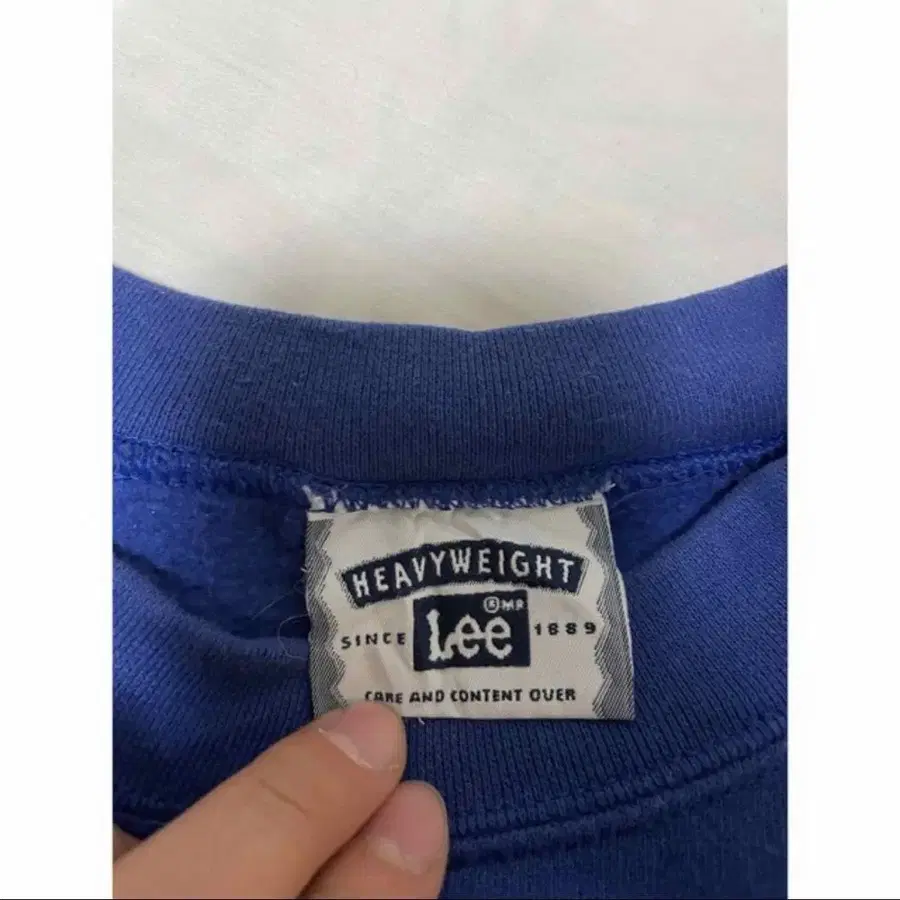 HEAVYWEIGHT
SINCE Lee ® MR 1889
CARE AND CONTENT OVER